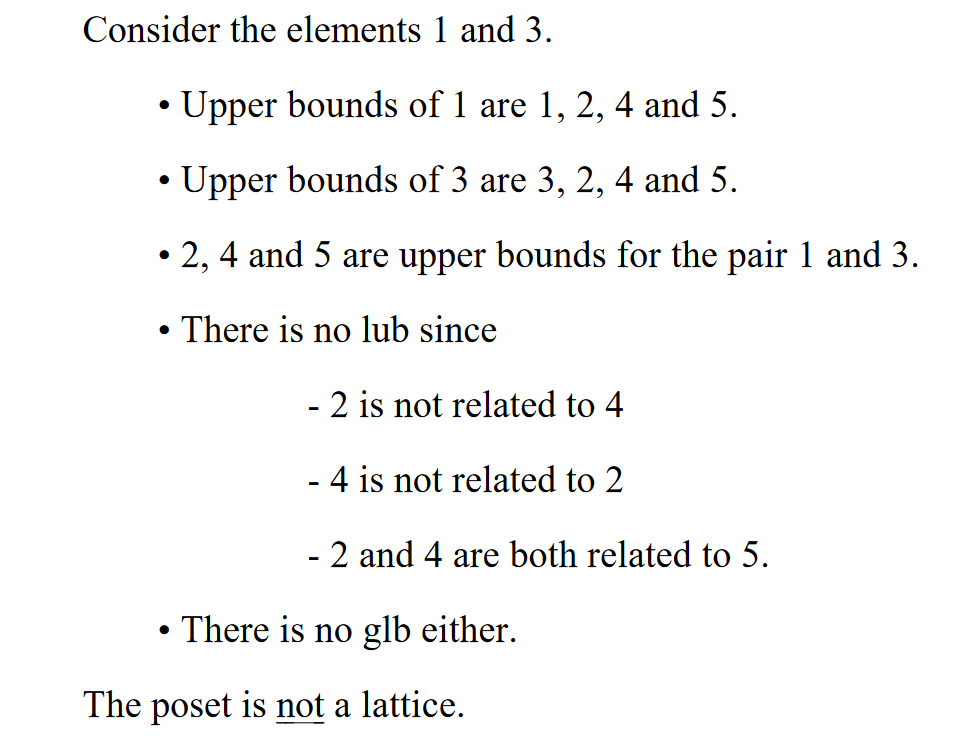 Consider the elements 1 and 3.
• Upper bounds of 1 are 1, 2, 4 and 5.
• Upper bounds of 3 are 3, 2, 4 and 5.
• 2, 4 and 5 are upper bounds for the pair 1 and 3.
• There is no lub since
- 2 is not related to 4
- 4 is not related to 2
- 2 and 4 are both related to 5.
• There is no glb either.
The poset is not a lattice.